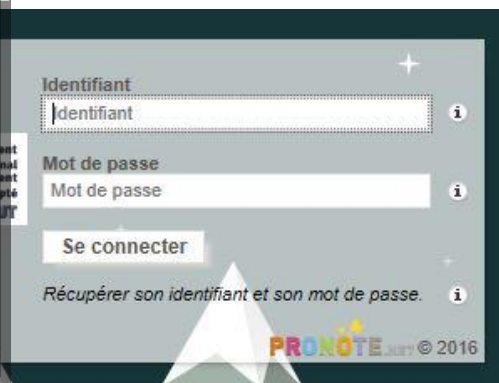 Identifiant
Identifiant
Mot de passe
Mot de passe
Se connecter
Récupérer son identifiant et son mot de passe.
PRONOTE.NET © 2016